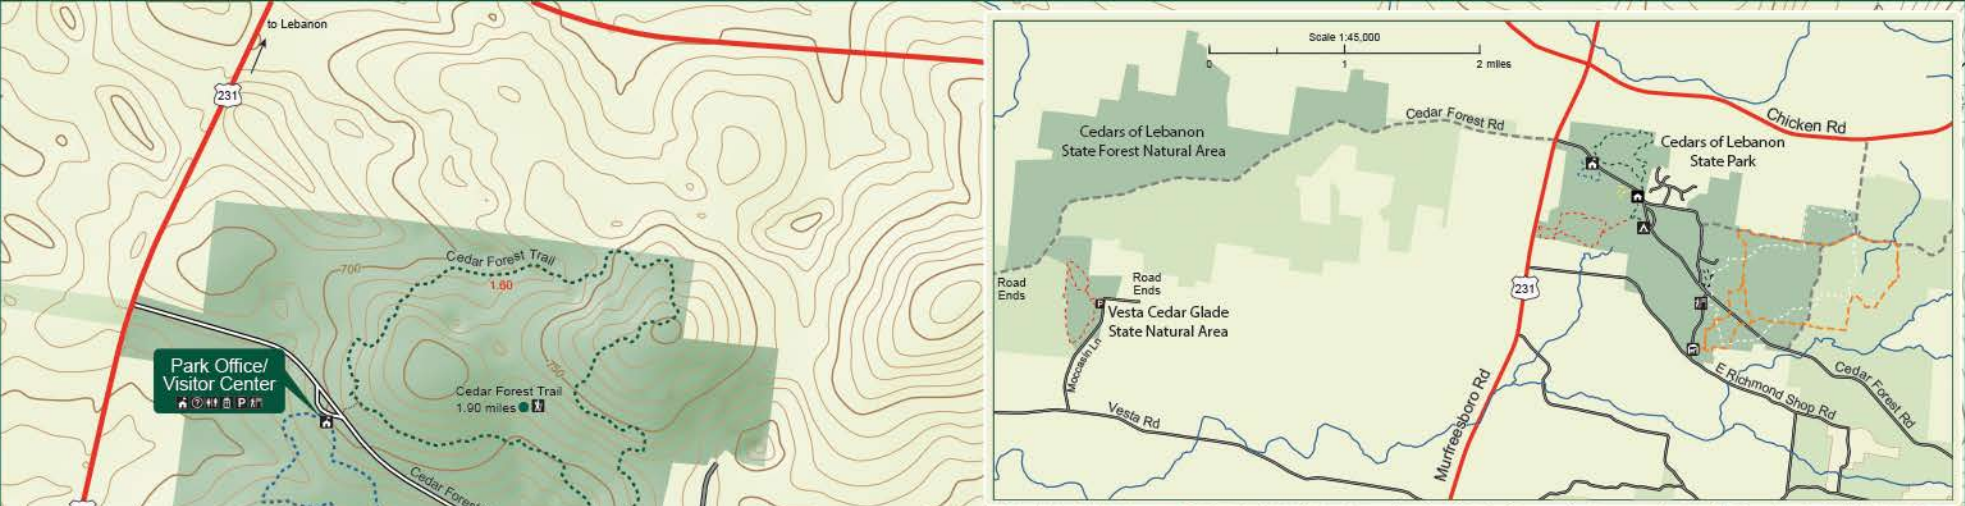 to Lebanon
231
Cedar Forest Trail
1.60
700
750
Park Office/
Visitor Center
Cedar Forest Trail
1.90 miles
Scale 1:45,000
0 1 2 miles
Cedar Forest Rd
Chicken Rd
Cedars of Lebanon
State Forest Natural Area
Cedars of Lebanon
State Park
Road
Ends
Road
Ends
P
Vesta Cedar Glade
State Natural Area
231
Moccasin Ln
Vesta Rd
Murfreesboro Rd
E Richmond Shop Rd
Cedar Forest Rd